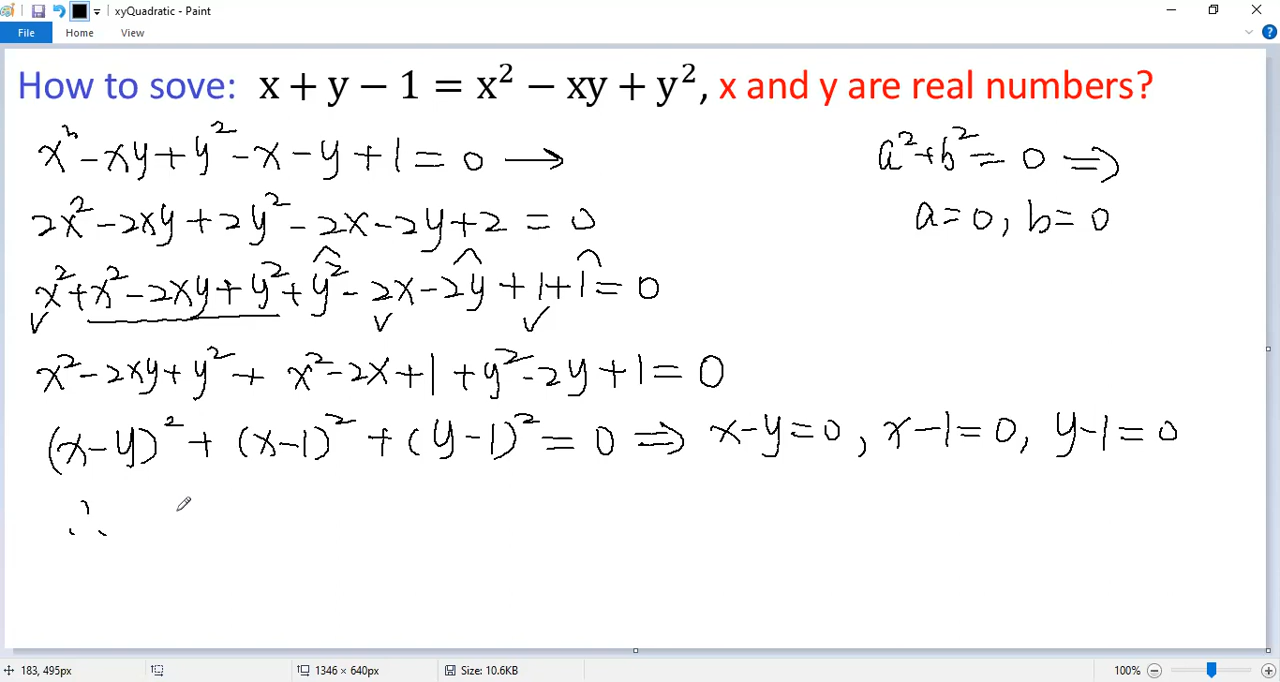 xyQuadratic - Paint
File Home View
How to sove: x + y − 1 = x² − xy + y², x and y are real numbers?
x² - xy + y² - x - y + 1 = 0 →
a² + b² = 0 ⇒
2x² - 2xy + 2y² - 2x - 2y + 2 = 0
a = 0, b = 0
x² + x² - 2xy + y² + y² - 2x - 2y + 1 + 1 = 0
x² - 2xy + y² + x² - 2x + 1 + y² - 2y + 1 = 0
(x - y)² + (x - 1)² + (y - 1)² = 0 ⇒ x - y = 0, x - 1 = 0, y - 1 = 0
∴
183, 495px 1346 × 640px Size: 10.6KB 100%